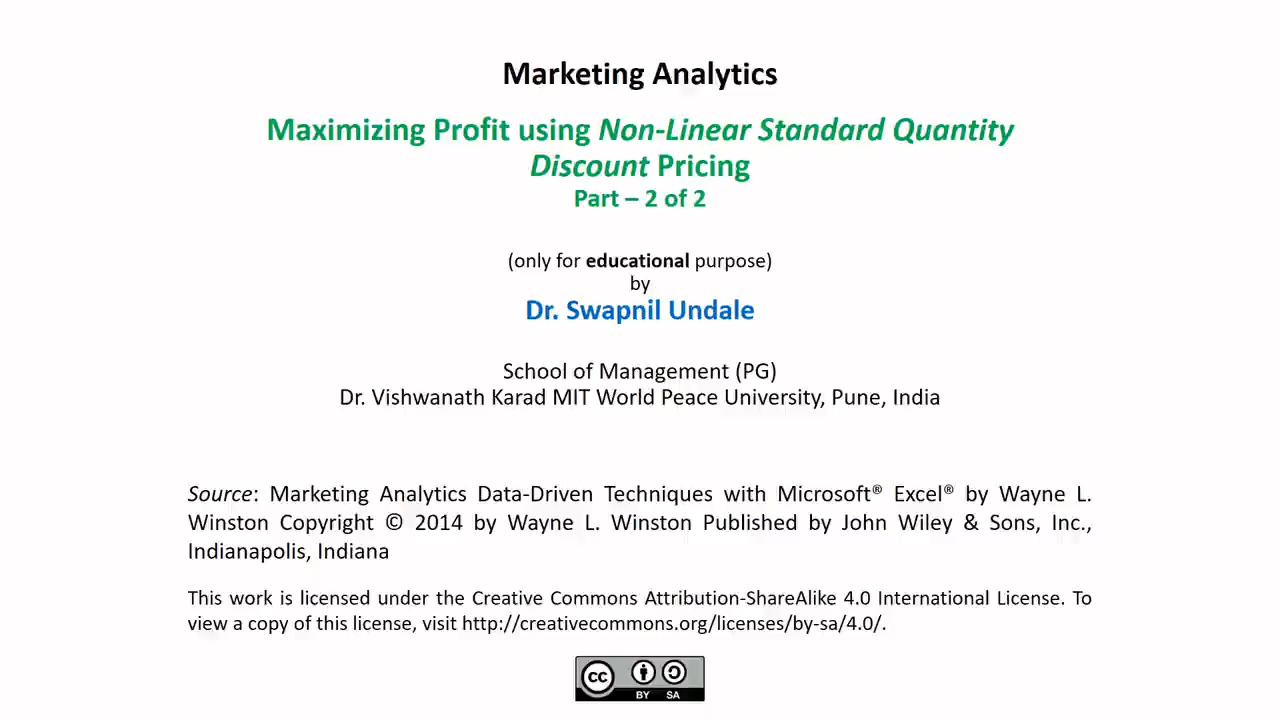 Marketing Analytics
Maximizing Profit using Non-Linear Standard Quantity
Discount Pricing
Part – 2 of 2
(only for educational purpose)
by
Dr. Swapnil Undale
School of Management (PG)
Dr. Vishwanath Karad MIT World Peace University, Pune, India
Source: Marketing Analytics Data-Driven Techniques with Microsoft® Excel® by Wayne L.
Winston Copyright © 2014 by Wayne L. Winston Published by John Wiley & Sons, Inc.,
Indianapolis, Indiana
This work is licensed under the Creative Commons Attribution-ShareAlike 4.0 International License. To
view a copy of this license, visit http://creativecommons.org/licenses/by-sa/4.0/.
cc
BY SA